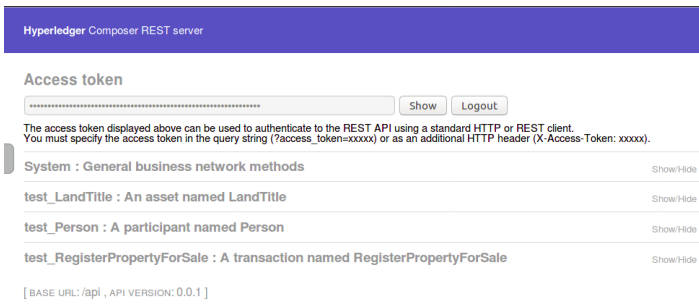 Hyperledger Composer REST server
Access token
Show Logout
The access token displayed above can be used to authenticate to the REST API using a standard HTTP or REST client.
You must specify the access token in the query string (?access_token=xxxxx) or as an additional HTTP header (X-Access-Token: xxxxx).
System : General business network methods Show/Hide
test_LandTitle : An asset named LandTitle Show/Hide
test_Person : A participant named Person Show/Hide
test_RegisterPropertyForSale : A transaction named RegisterPropertyForSale Show/Hide
[ BASE URL: /api , API VERSION: 0.0.1 ]